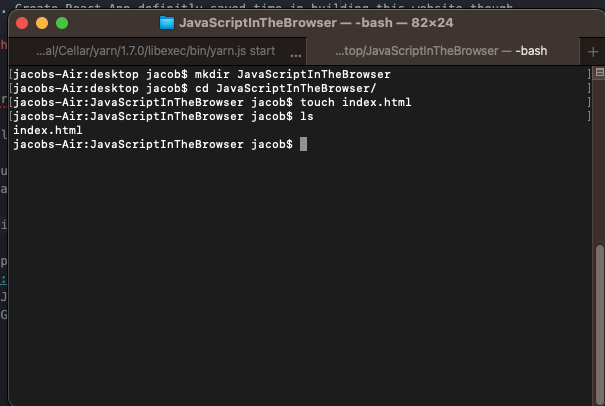 . Create React App definitly saved time in building this website though
JavaScriptInTheBrowser — -bash — 82×24
...al/Cellar/yarn/1.7.0/libexec/bin/yarn.js start ...
...top/JavaScriptInTheBrowser — -bash +
[jacobs-Air:desktop jacob$ mkdir JavaScriptInTheBrowser ]
[jacobs-Air:desktop jacob$ cd JavaScriptInTheBrowser/ ]
[jacobs-Air:JavaScriptInTheBrowser jacob$ touch index.html ]
[jacobs-Air:JavaScriptInTheBrowser jacob$ ls ]
index.html
jacobs-Air:JavaScriptInTheBrowser jacob$
h
r
l
u
a
i
p
:
J
G